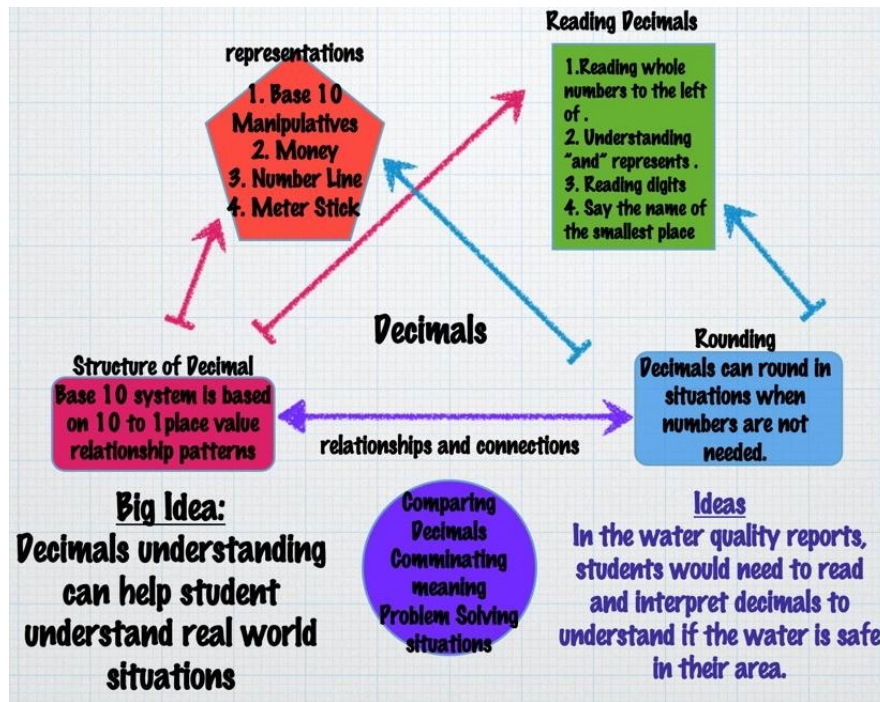 representations
1. Base 10
Manipulatives
2. Money
3. Number Line
4. Meter Stick
Reading Decimals
1.Reading whole
numbers to the left
of .
2. Understanding
"and" represents .
3. Reading digits
4. Say the name of
the smallest place
Decimals
Structure of Decimal
Base 10 system is based
on 10 to 1place value
relationship patterns
Rounding
Decimals can round in
situations when
numbers are not
needed.
relationships and connections
Comparing
Decimals
Comminating
meaning
Problem Solving
situations
Big Idea:
Decimals understanding
can help student
understand real world
situations
Ideas
In the water quality reports,
students would need to read
and interpret decimals to
understand if the water is safe
in their area.